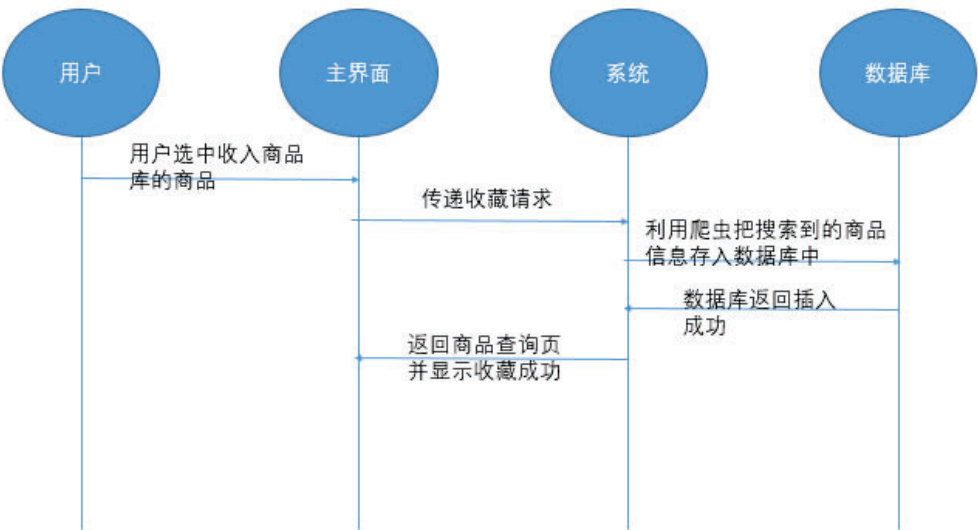 用户
主界面
系统
数据库
用户选中收入商品
库的商品
传递收藏请求
利用爬虫把搜索到的商品
信息存入数据库中
数据库返回插入
成功
返回商品查询页
并显示收藏成功